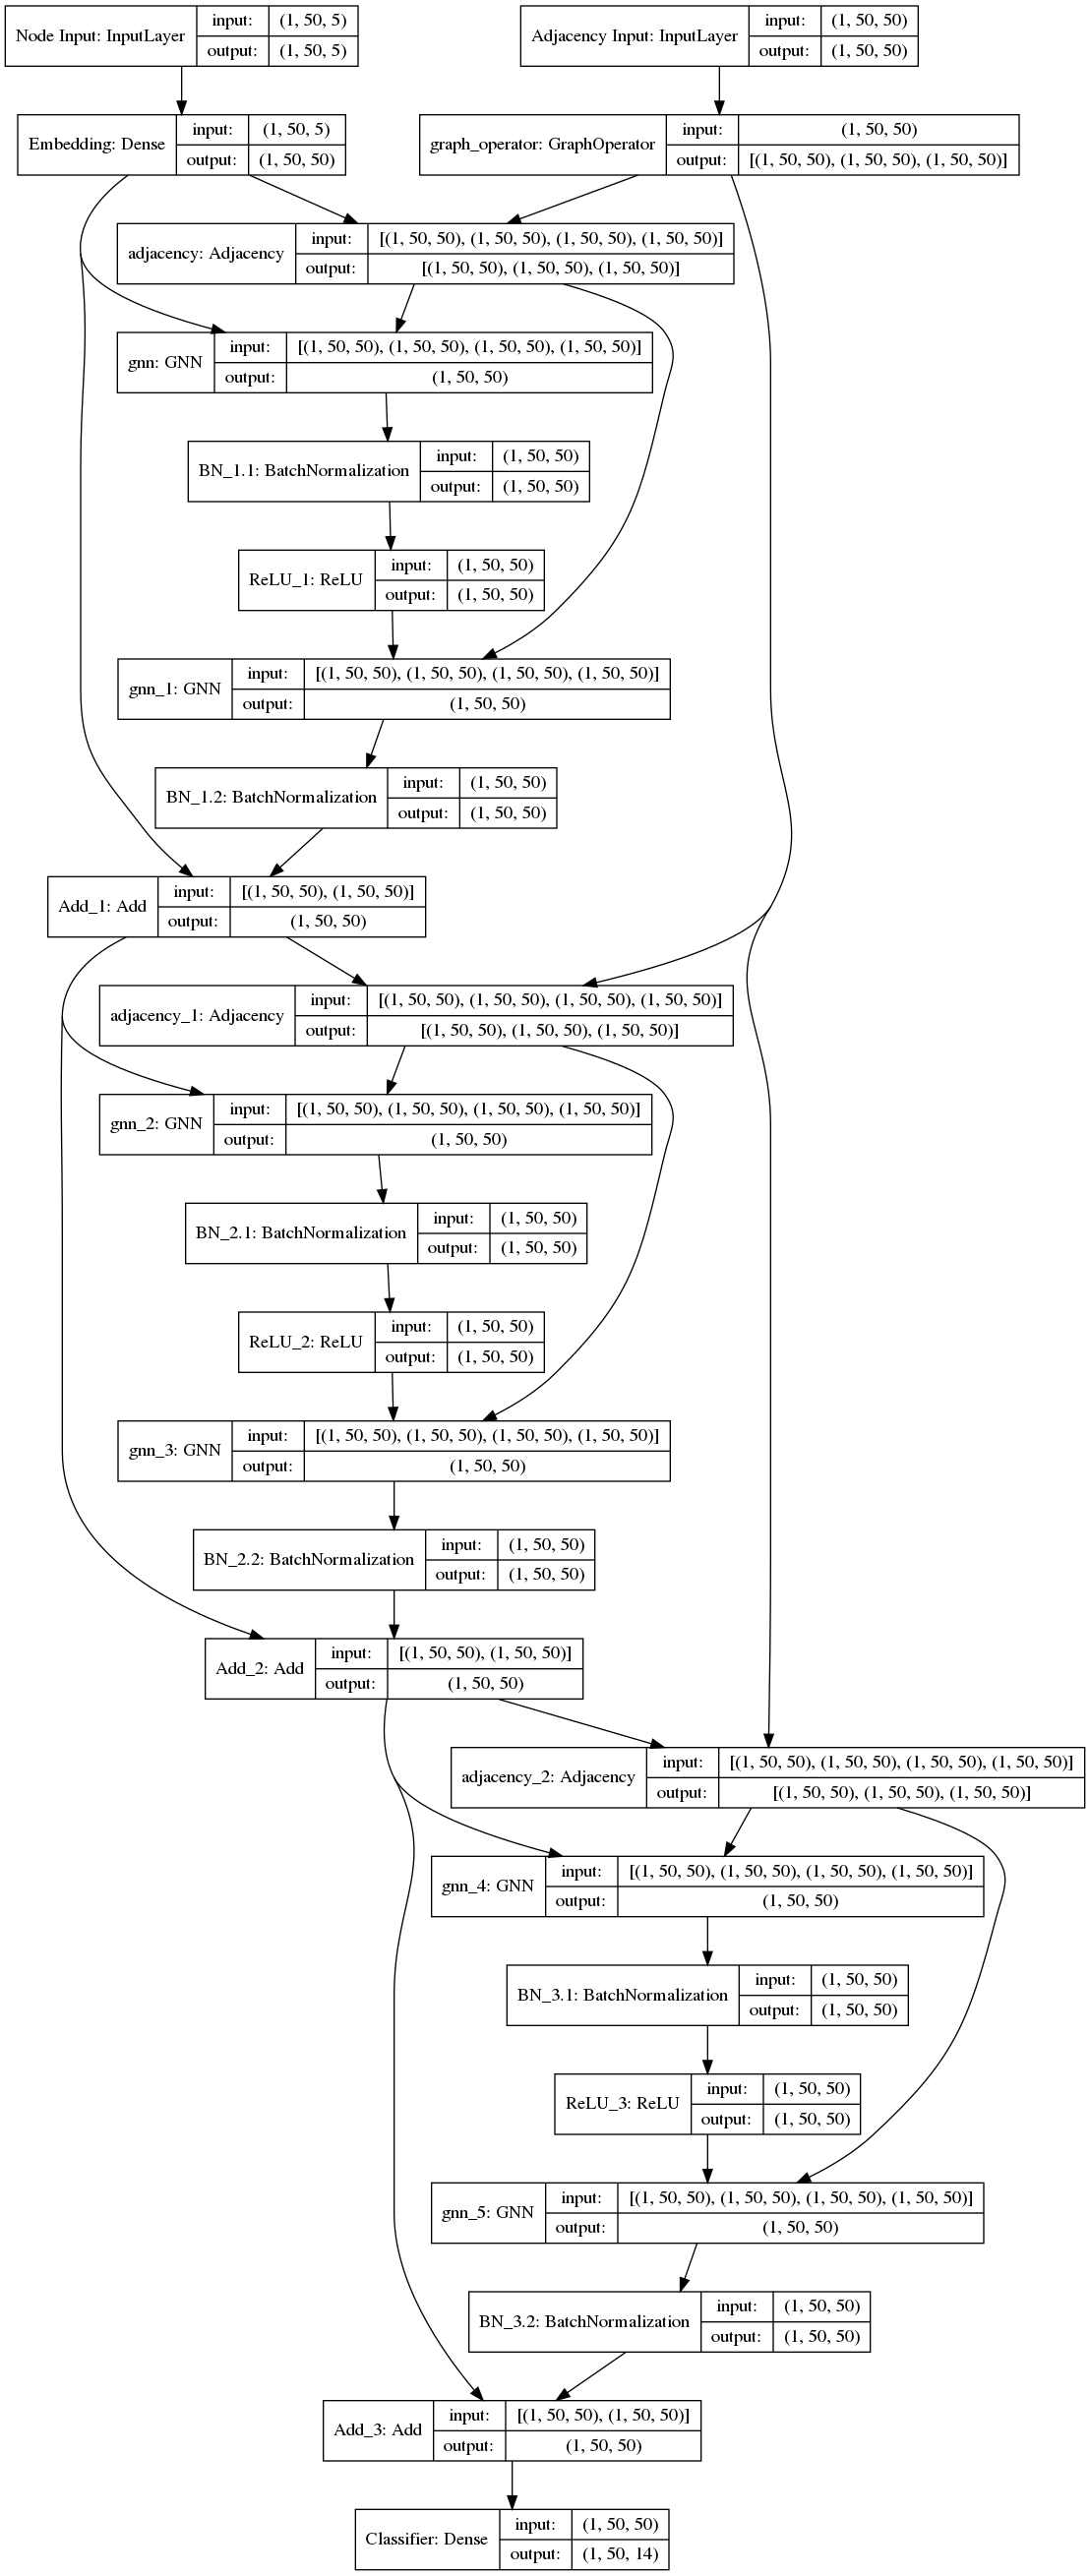 Node Input: InputLayer input: (1, 50, 5)
output: (1, 50, 5)
Adjacency Input: InputLayer input: (1, 50, 50)
output: (1, 50, 50)
Embedding: Dense input: (1, 50, 5)
output: (1, 50, 50)
graph_operator: GraphOperator input: (1, 50, 50)
output: [(1, 50, 50), (1, 50, 50), (1, 50, 50)]
adjacency: Adjacency input: [(1, 50, 50), (1, 50, 50), (1, 50, 50), (1, 50, 50)]
output: [(1, 50, 50), (1, 50, 50), (1, 50, 50)]
gnn: GNN input: [(1, 50, 50), (1, 50, 50), (1, 50, 50), (1, 50, 50)]
output: (1, 50, 50)
BN_1.1: BatchNormalization input: (1, 50, 50)
output: (1, 50, 50)
ReLU_1: ReLU input: (1, 50, 50)
output: (1, 50, 50)
gnn_1: GNN input: [(1, 50, 50), (1, 50, 50), (1, 50, 50), (1, 50, 50)]
output: (1, 50, 50)
BN_1.2: BatchNormalization input: (1, 50, 50)
output: (1, 50, 50)
Add_1: Add input: [(1, 50, 50), (1, 50, 50)]
output: (1, 50, 50)
adjacency_1: Adjacency input: [(1, 50, 50), (1, 50, 50), (1, 50, 50), (1, 50, 50)]
output: [(1, 50, 50), (1, 50, 50), (1, 50, 50)]
gnn_2: GNN input: [(1, 50, 50), (1, 50, 50), (1, 50, 50), (1, 50, 50)]
output: (1, 50, 50)
BN_2.1: BatchNormalization input: (1, 50, 50)
output: (1, 50, 50)
ReLU_2: ReLU input: (1, 50, 50)
output: (1, 50, 50)
gnn_3: GNN input: [(1, 50, 50), (1, 50, 50), (1, 50, 50), (1, 50, 50)]
output: (1, 50, 50)
BN_2.2: BatchNormalization input: (1, 50, 50)
output: (1, 50, 50)
Add_2: Add input: [(1, 50, 50), (1, 50, 50)]
output: (1, 50, 50)
adjacency_2: Adjacency input: [(1, 50, 50), (1, 50, 50), (1, 50, 50), (1, 50, 50)]
output: [(1, 50, 50), (1, 50, 50), (1, 50, 50)]
gnn_4: GNN input: [(1, 50, 50), (1, 50, 50), (1, 50, 50), (1, 50, 50)]
output: (1, 50, 50)
BN_3.1: BatchNormalization input: (1, 50, 50)
output: (1, 50, 50)
ReLU_3: ReLU input: (1, 50, 50)
output: (1, 50, 50)
gnn_5: GNN input: [(1, 50, 50), (1, 50, 50), (1, 50, 50), (1, 50, 50)]
output: (1, 50, 50)
BN_3.2: BatchNormalization input: (1, 50, 50)
output: (1, 50, 50)
Add_3: Add input: [(1, 50, 50), (1, 50, 50)]
output: (1, 50, 50)
Classifier: Dense input: (1, 50, 50)
output: (1, 50, 14)